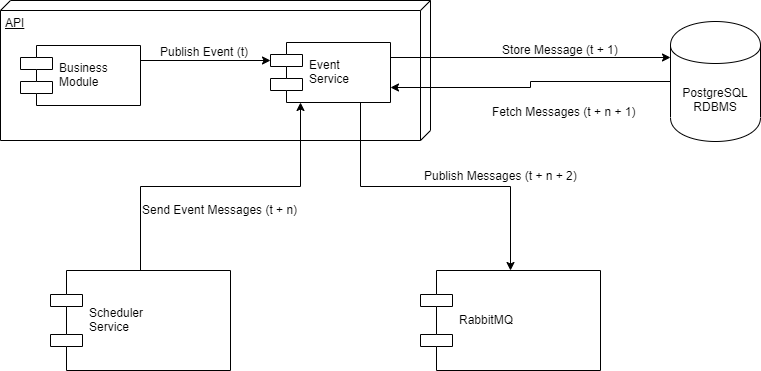 API
Business
Module
Publish Event (t)
Event
Service
Store Message (t + 1)
Fetch Messages (t + n + 1)
PostgreSQL
RDBMS
Publish Messages (t + n + 2)
Send Event Messages (t + n)
Scheduler
Service
RabbitMQ